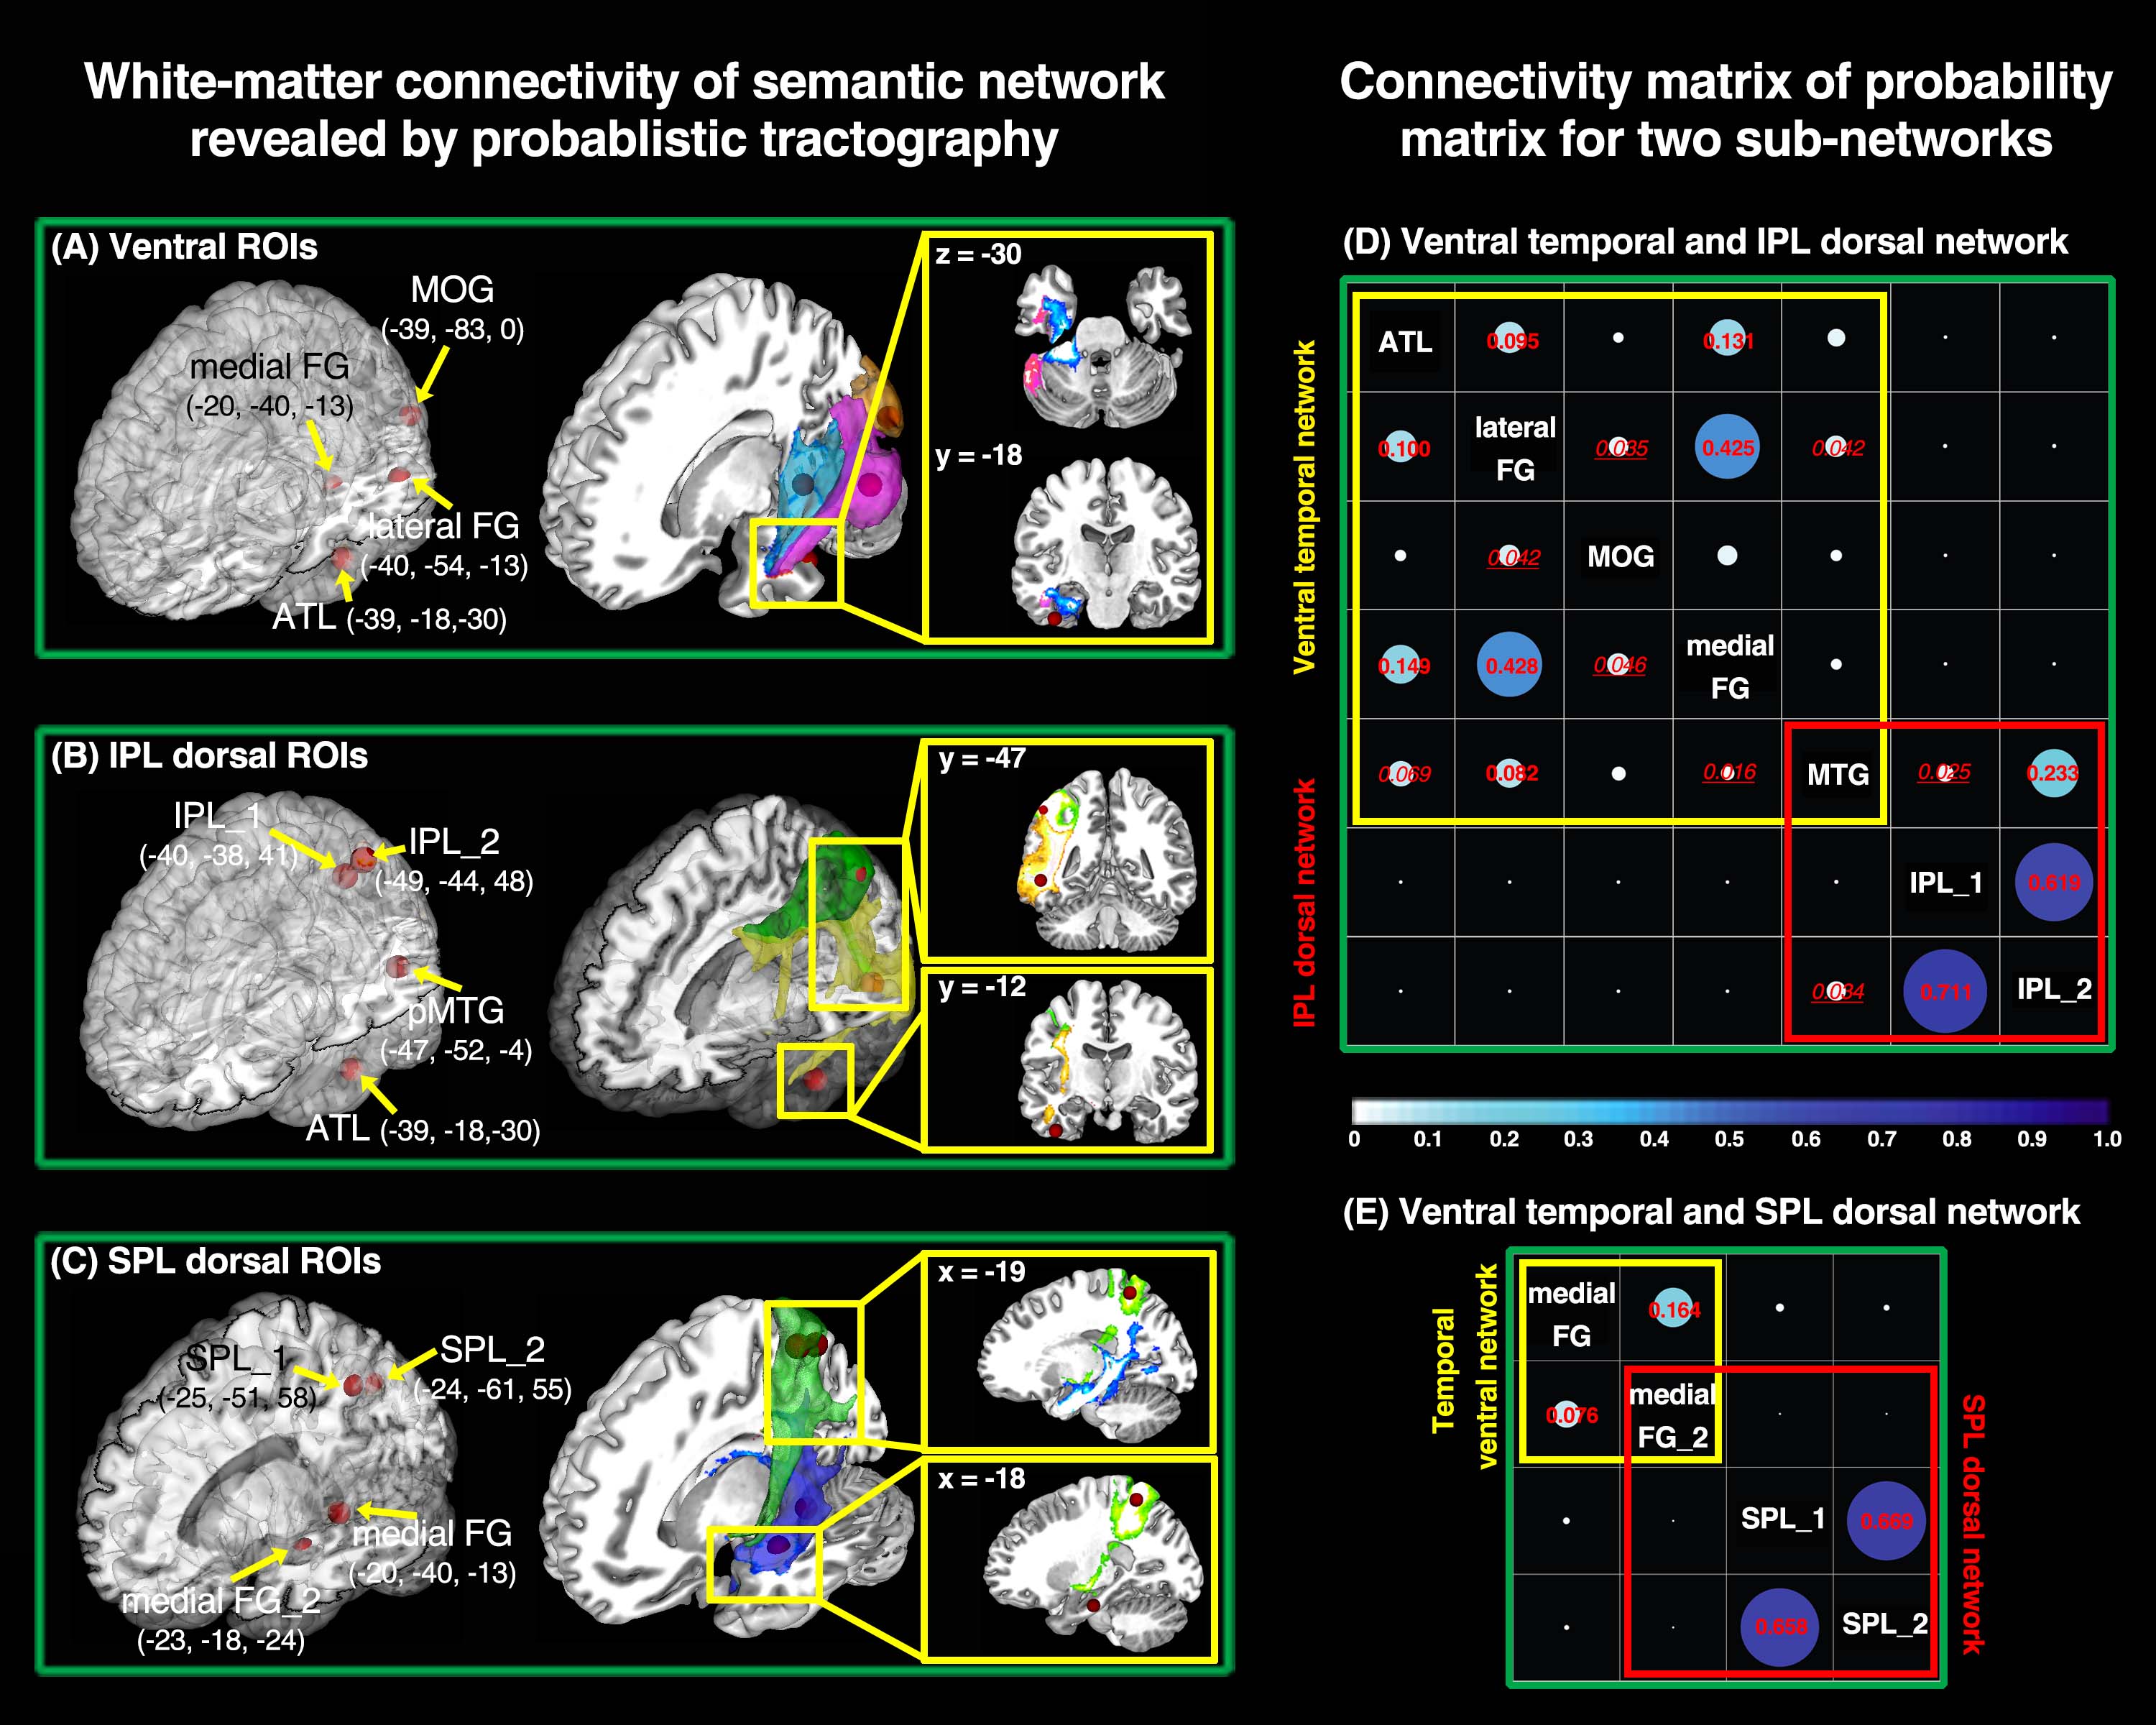 White-matter connectivity of semantic network
revealed by probablistic tractography
Connectivity matrix of probability
matrix for two sub-networks
(A) Ventral ROIs
MOG
(-39, -83, 0)
medial FG
(-20, -40, -13)
lateral FG
(-40, -54, -13)
ATL (-39, -18,-30)
z = -30
y = -18
(B) IPL dorsal ROIs
IPL_1
(-40, -38, 41)
IPL_2
(-49, -44, 48)
pMTG
(-47, -52, -4)
ATL (-39, -18,-30)
y = -47
y = -12
(C) SPL dorsal ROIs
SPL_1
(-25, -51, 58)
SPL_2
(-24, -61, 55)
medial FG
(-20, -40, -13)
medial FG_2
(-23, -18, -24)
x = -19
x = -18
(D) Ventral temporal and IPL dorsal network
Ventral temporal network
IPL dorsal network
ATL 0.095 0.131
0.100 lateral FG 0.035 0.425 0.042
0.042 MOG
0.149 0.428 0.046 medial FG
0.069 0.082 0.016 MTG 0.025 0.233
IPL_1 0.619
0.034 0.711 IPL_2
0 0.1 0.2 0.3 0.4 0.5 0.6 0.7 0.8 0.9 1.0
(E) Ventral temporal and SPL dorsal network
Temporal
ventral network
SPL dorsal network
medial FG 0.164
0.076 medial FG_2
SPL_1 0.669
0.658 SPL_2